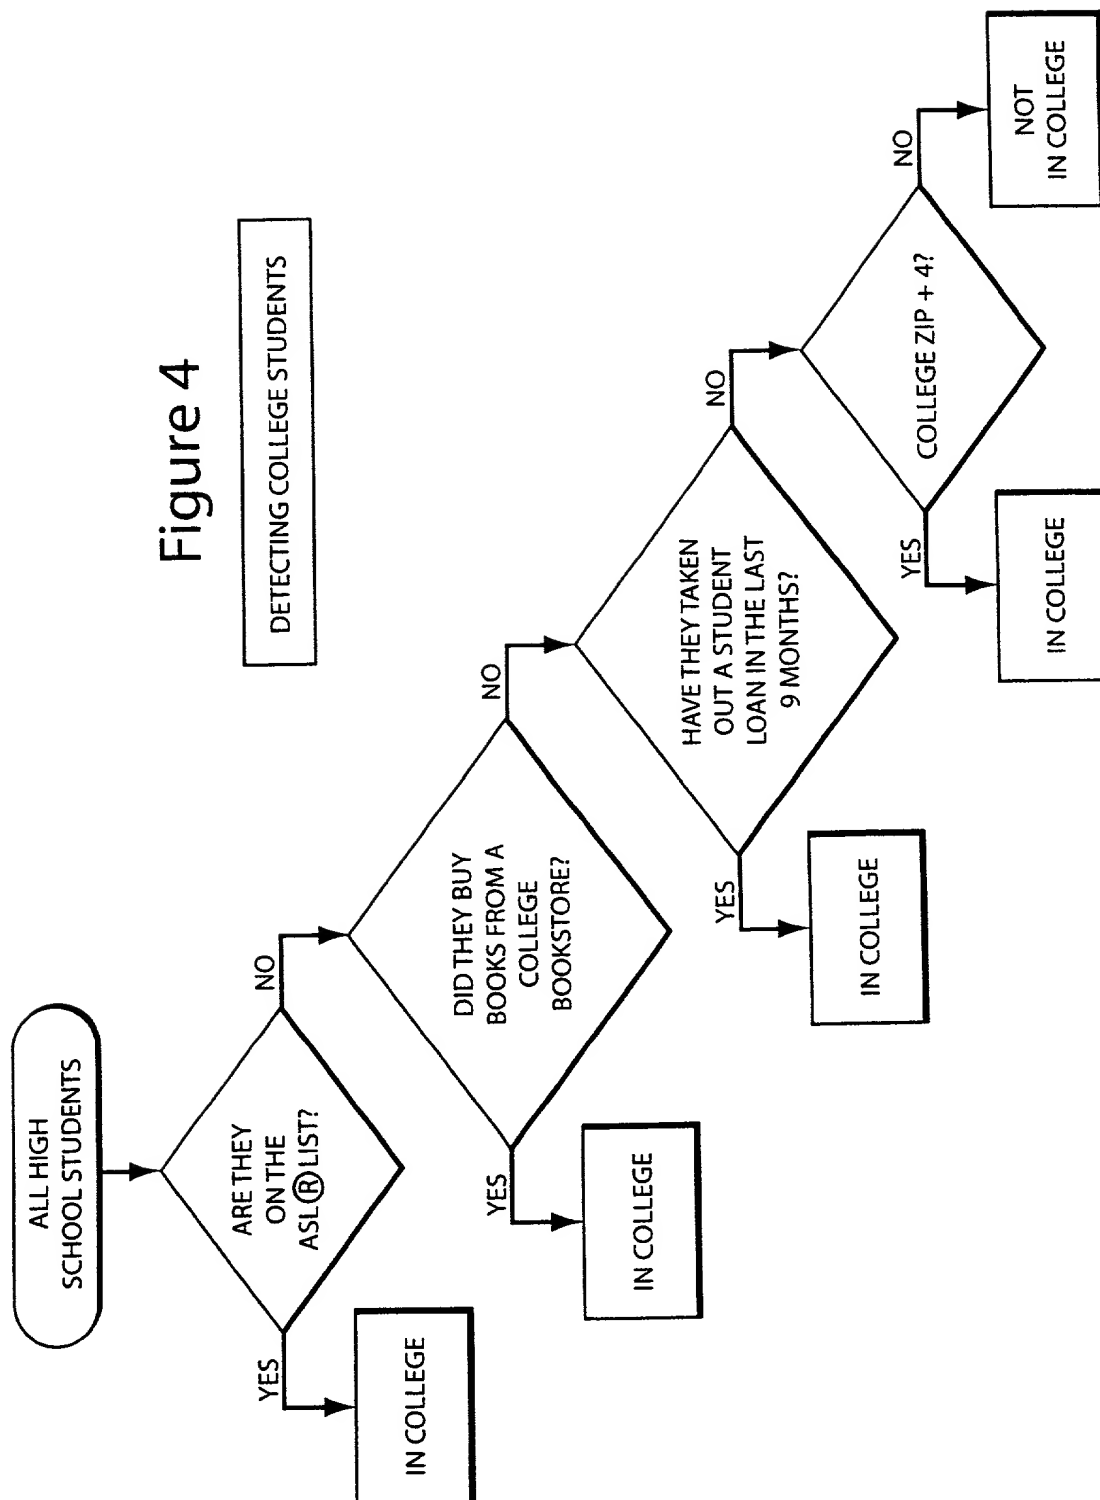 Figure 4
DETECTING COLLEGE STUDENTS
ALL HIGH
SCHOOL STUDENTS
ARE THEY
ON THE
ASL® LIST?
YES
NO
IN COLLEGE
DID THEY BUY
BOOKS FROM A
COLLEGE
BOOKSTORE?
YES
NO
IN COLLEGE
HAVE THEY TAKEN
OUT A STUDENT
LOAN IN THE LAST
9 MONTHS?
YES
NO
IN COLLEGE
COLLEGE ZIP + 4?
YES
NO
IN COLLEGE
NOT
IN COLLEGE